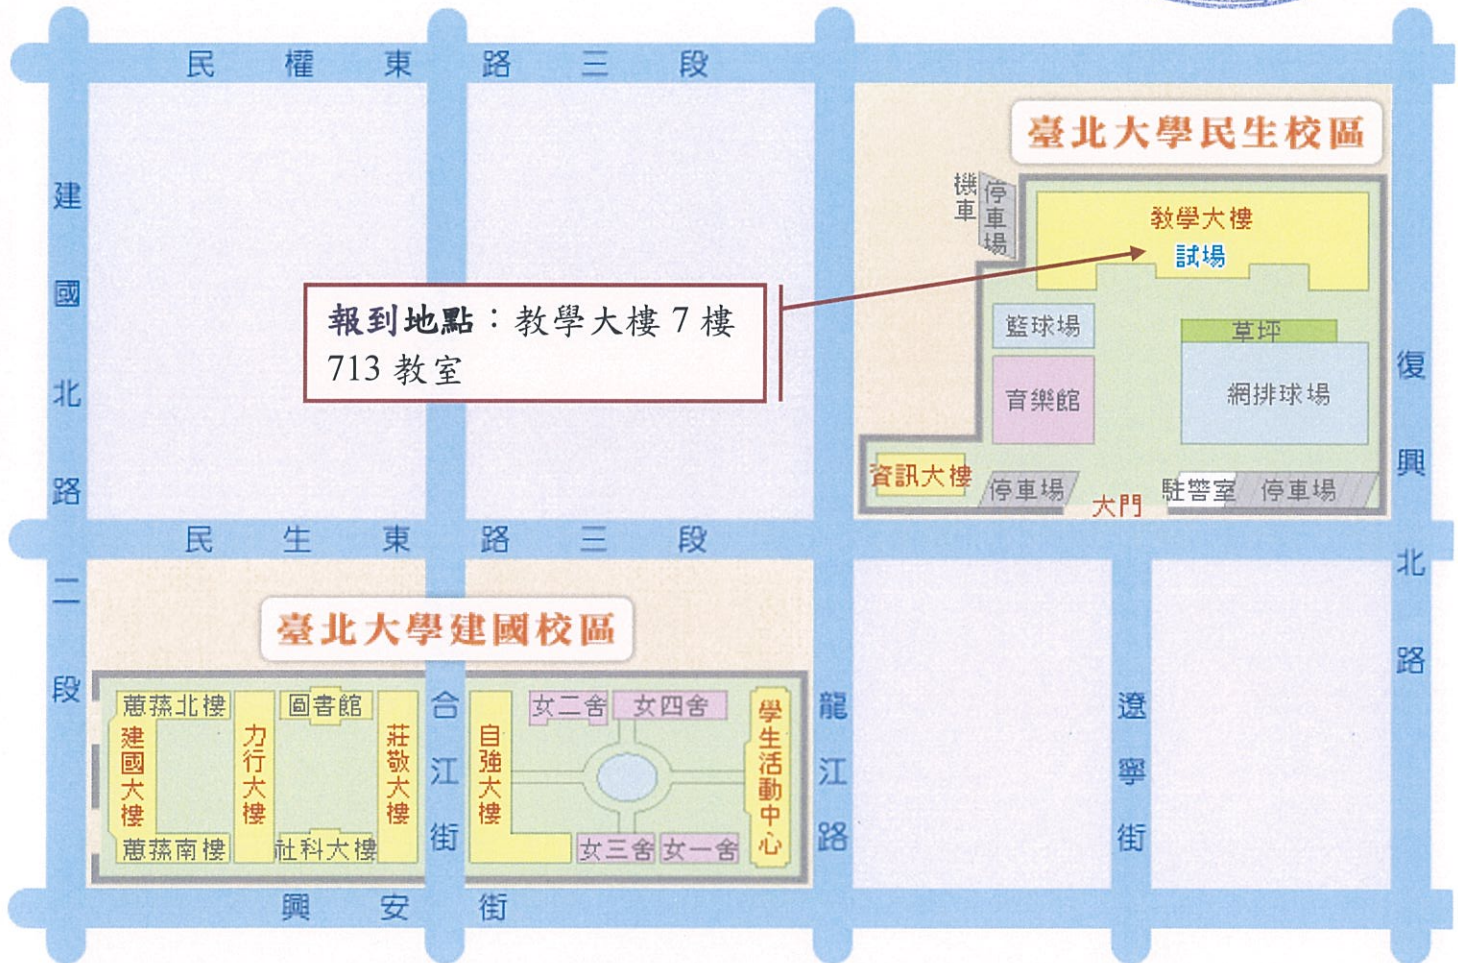 民權東路三段
臺北大學民生校區
建國北路二段
機車
停車場
教學大樓
試場
報到地點：教學大樓 7 樓
713 教室
籃球場
草坪
育樂館
網排球場
復興北路
資訊大樓
停車場
大門
駐警室
停車場
民生東路三段
臺北大學建國校區
蕙蓀北樓
圖書館
女二舍
女四舍
建國大樓
力行大樓
莊敬大樓
合江街
自強大樓
學生活動中心
龍江路
遼寧街
蕙蓀南樓
社科大樓
女三舍
女一舍
興安街